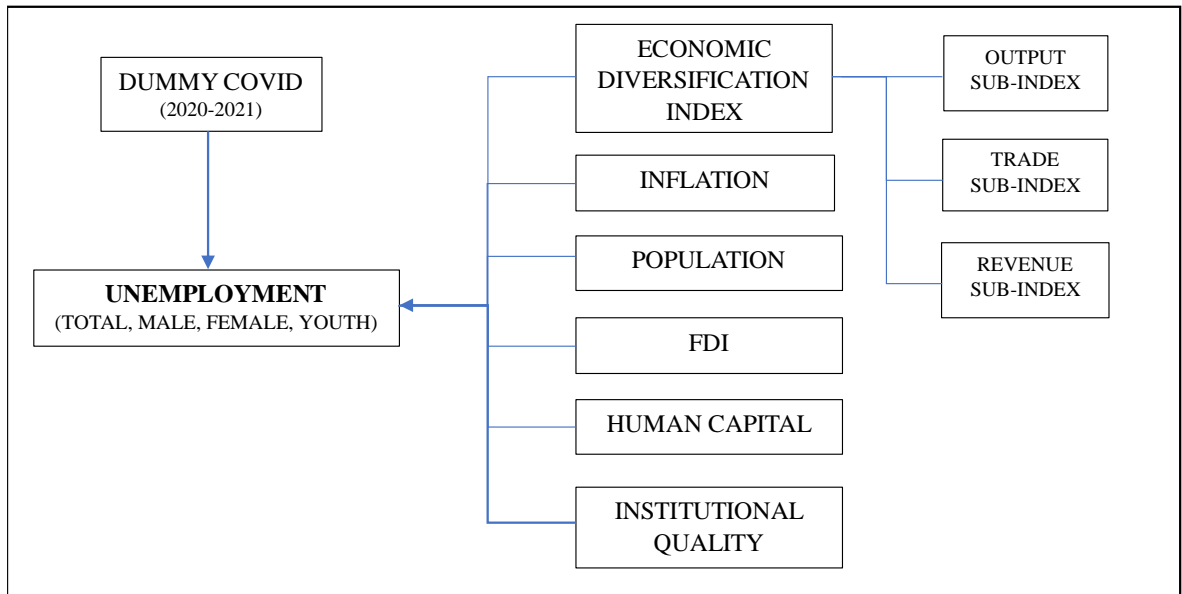 DUMMY COVID
(2020-2021)
UNEMPLOYMENT
(TOTAL, MALE, FEMALE, YOUTH)
ECONOMIC
DIVERSIFICATION
INDEX
INFLATION
POPULATION
FDI
HUMAN CAPITAL
INSTITUTIONAL
QUALITY
OUTPUT
SUB-INDEX
TRADE
SUB-INDEX
REVENUE
SUB-INDEX